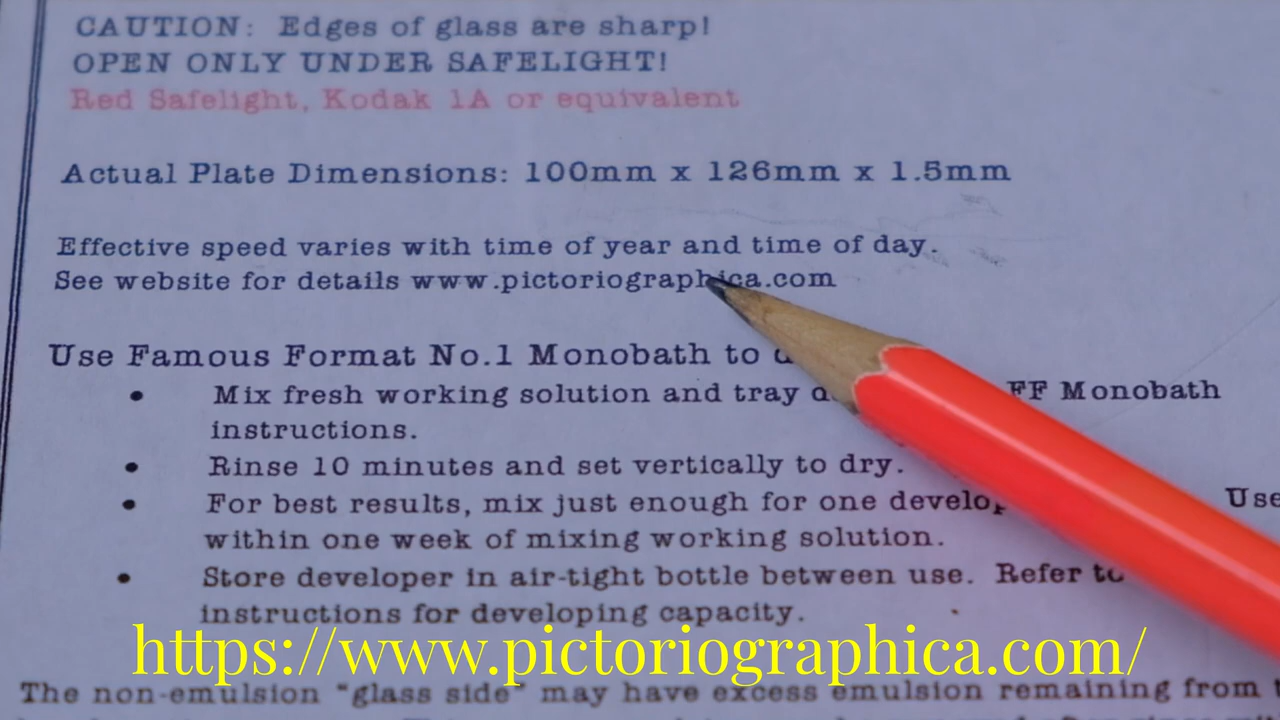 CAUTION: Edges of glass are sharp!
OPEN ONLY UNDER SAFELIGHT!
Red Safelight, Kodak 1A or equivalent
Actual Plate Dimensions: 100mm x 126mm x 1.5mm
Effective speed varies with time of year and time of day.
See website for details www.pictoriographica.com
Use Famous Format No.1 Monobath to
• Mix fresh working solution and tray FF Monobath
instructions.
• Rinse 10 minutes and set vertically to dry.
• For best results, mix just enough for one Use
within one week of mixing working solution.
• Store developer in air-tight bottle between use. Refer to
instructions for developing capacity.
https://www.pictoriographica.com/
The non-emulsion "glass side" may have excess emulsion remaining from